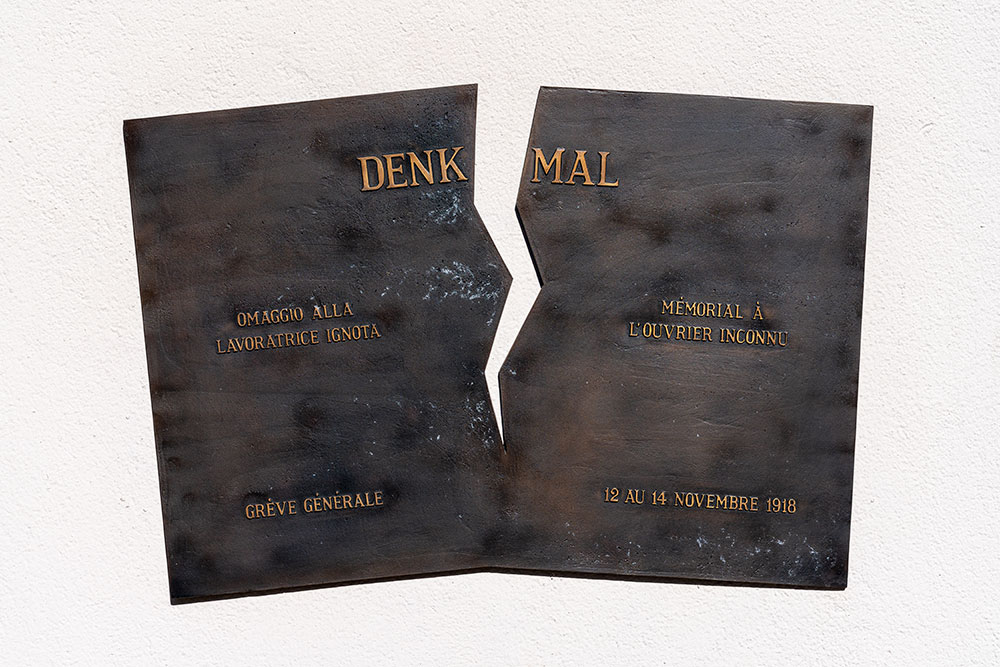 DENK MAL
OMAGGIO ALLA
LAVORATRICE IGNOTA
MÉMORIAL À
L'OUVRIER INCONNU
GRÈVE GÉNÉRALE
12 AU 14 NOVEMBRE 1918